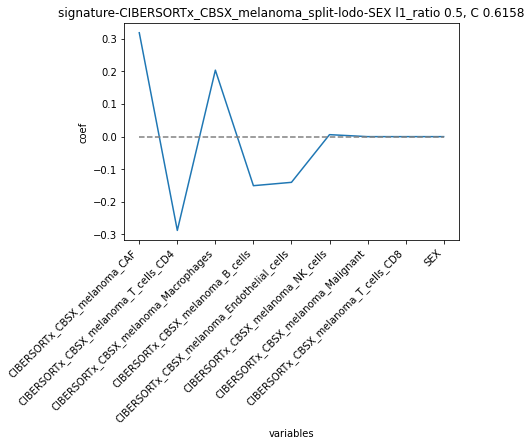 signature-CIBERSORTx_CBSX_melanoma_split-lodo-SEX l1_ratio 0.5, C 0.6158
0.3
0.2
0.1
0.0
−0.1
−0.2
−0.3
coef
CIBERSORTx_CBSX_melanoma_CAF
CIBERSORTx_CBSX_melanoma_T_cells_CD4
CIBERSORTx_CBSX_melanoma_Macrophages
CIBERSORTx_CBSX_melanoma_B_cells
CIBERSORTx_CBSX_melanoma_Endothelial_cells
CIBERSORTx_CBSX_melanoma_NK_cells
CIBERSORTx_CBSX_melanoma_Malignant
CIBERSORTx_CBSX_melanoma_T_cells_CD8
SEX
variables